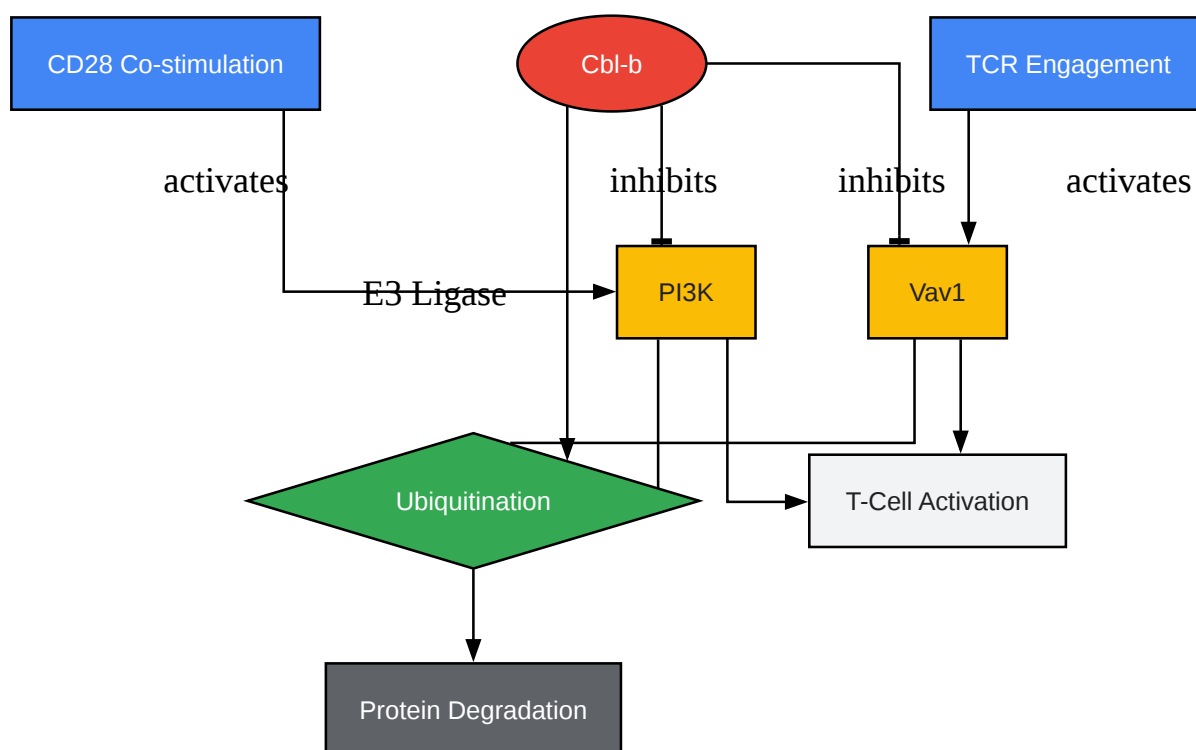 CD28 Co-stimulation
Cbl-b
TCR Engagement
activates
inhibits
inhibits
activates
E3 Ligase
PI3K
Vav1
Ubiquitination
T-Cell Activation
Protein Degradation